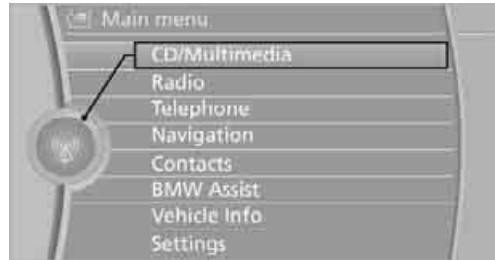 Main menu
CD/Multimedia
Radio
Telephone
Navigation
Contacts
BMW Assist
Vehicle Info
Settings